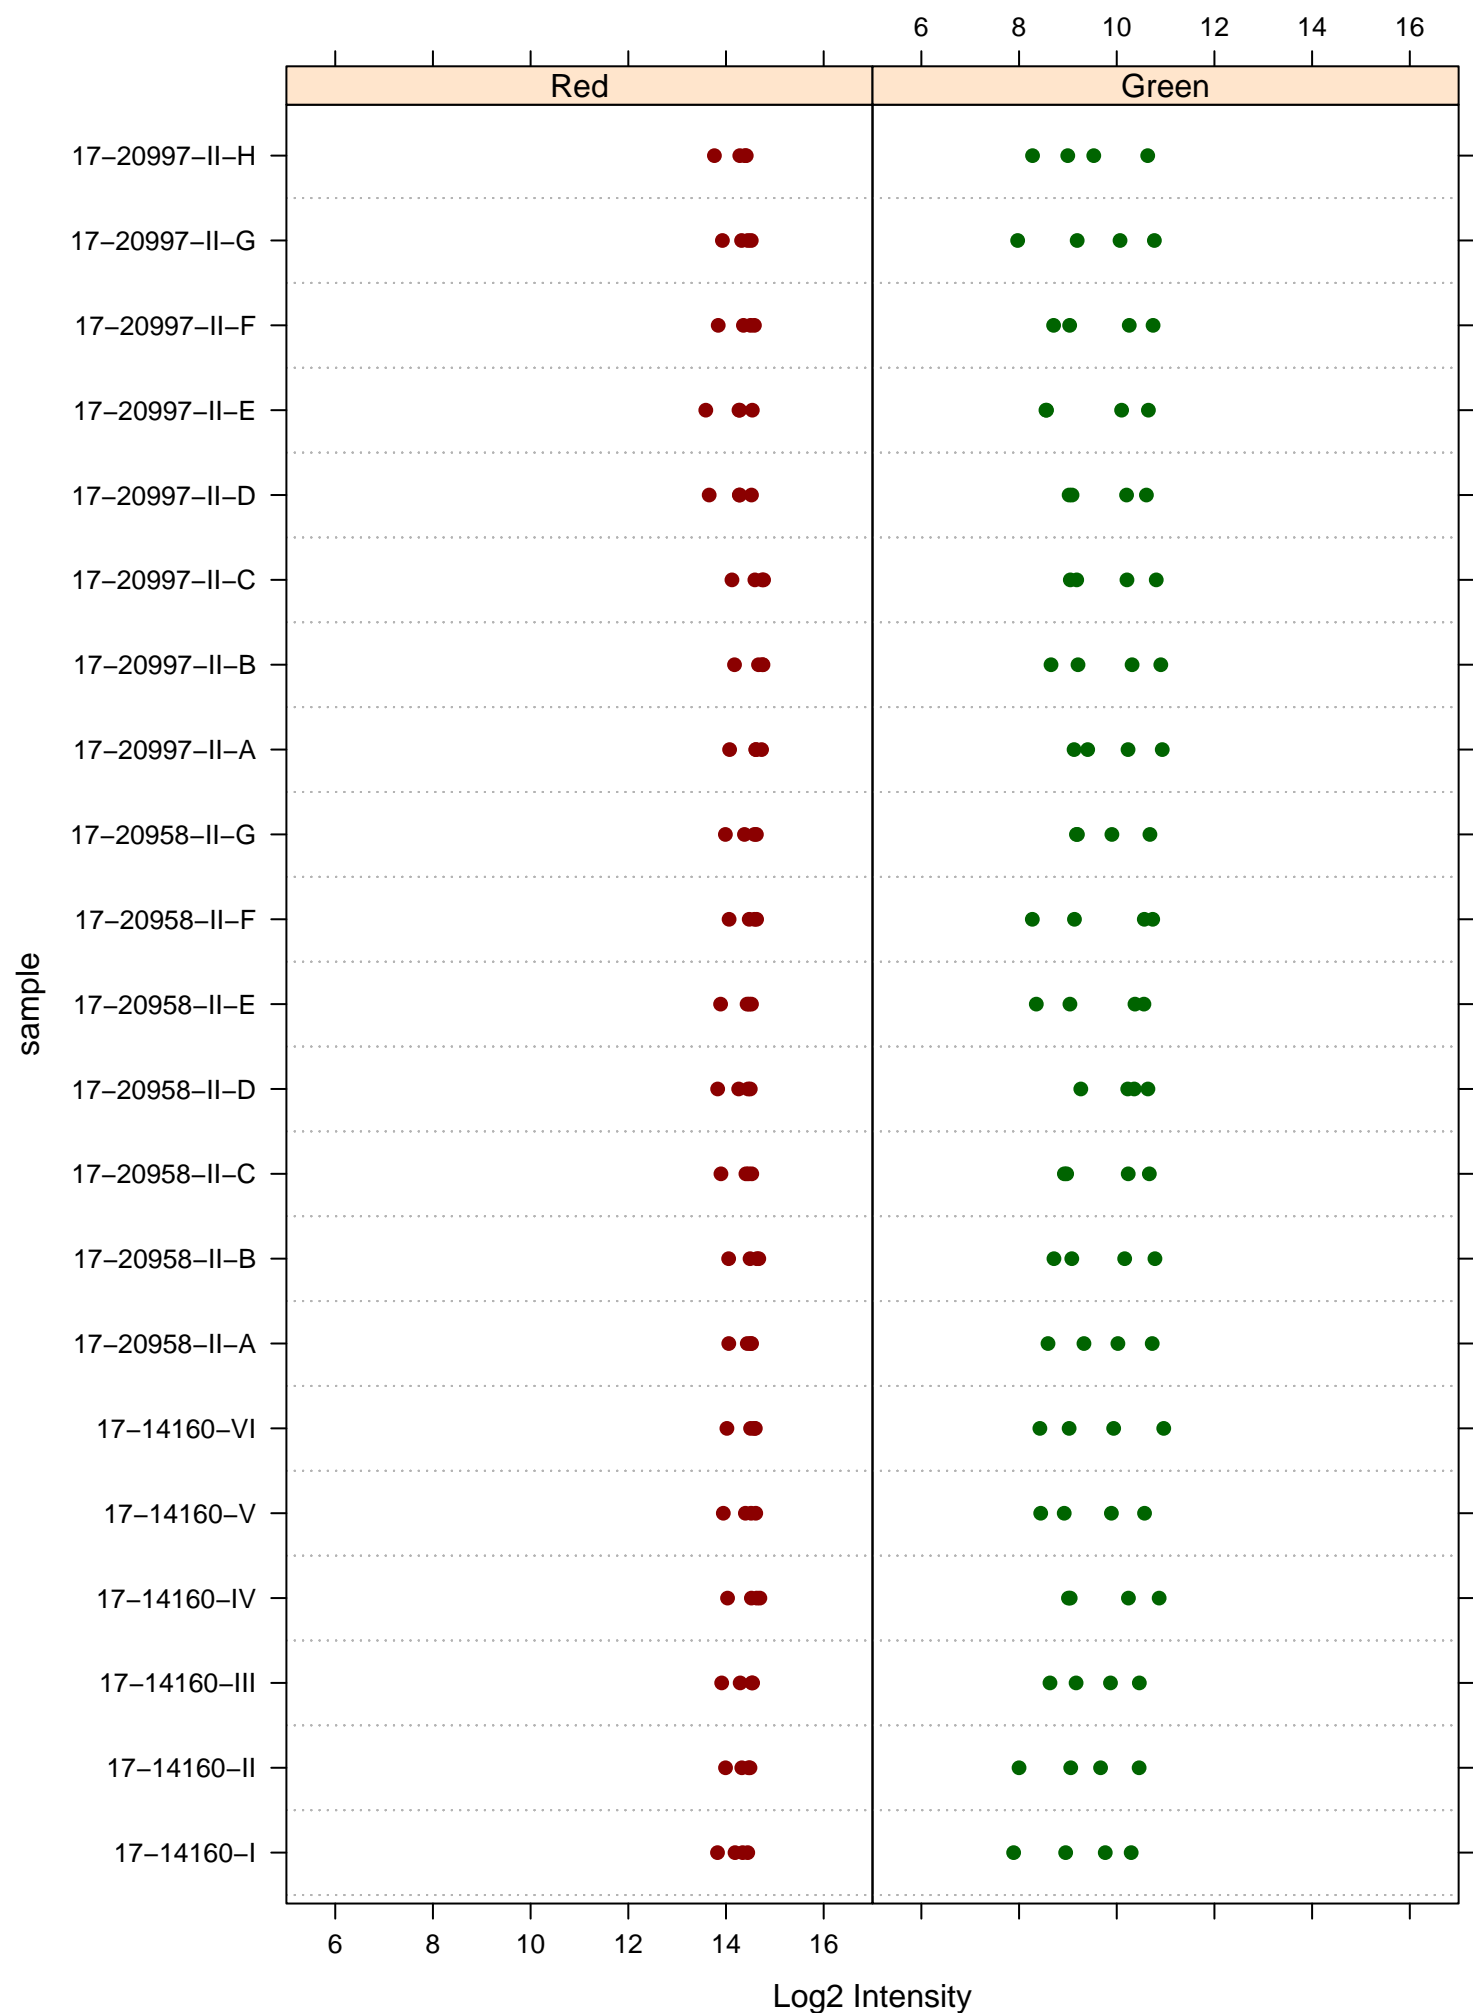 6 8 10 12 14 16
Red Green
17−20997−II−H
17−20997−II−G
17−20997−II−F
17−20997−II−E
17−20997−II−D
17−20997−II−C
17−20997−II−B
17−20997−II−A
17−20958−II−G
17−20958−II−F
17−20958−II−E
17−20958−II−D
17−20958−II−C
17−20958−II−B
17−20958−II−A
17−14160−VI
17−14160−V
17−14160−IV
17−14160−III
17−14160−II
17−14160−I
sample
6 8 10 12 14 16
Log2 Intensity